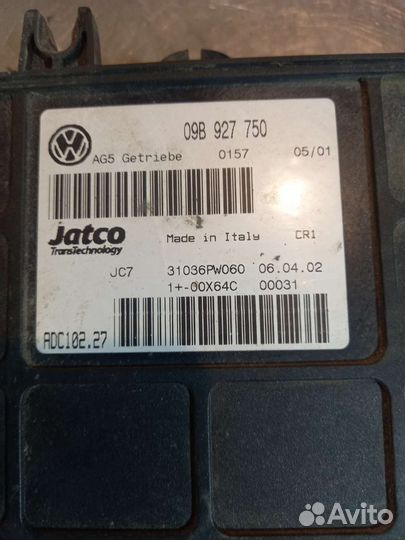 09B 927 750
AG5 Getriebe 0157 05/01
Jatco
TransTechnology
Made in Italy CR1
JC7 31036PW060 06.04.02
1+-00X64C 00031
ADC102.27
Avito